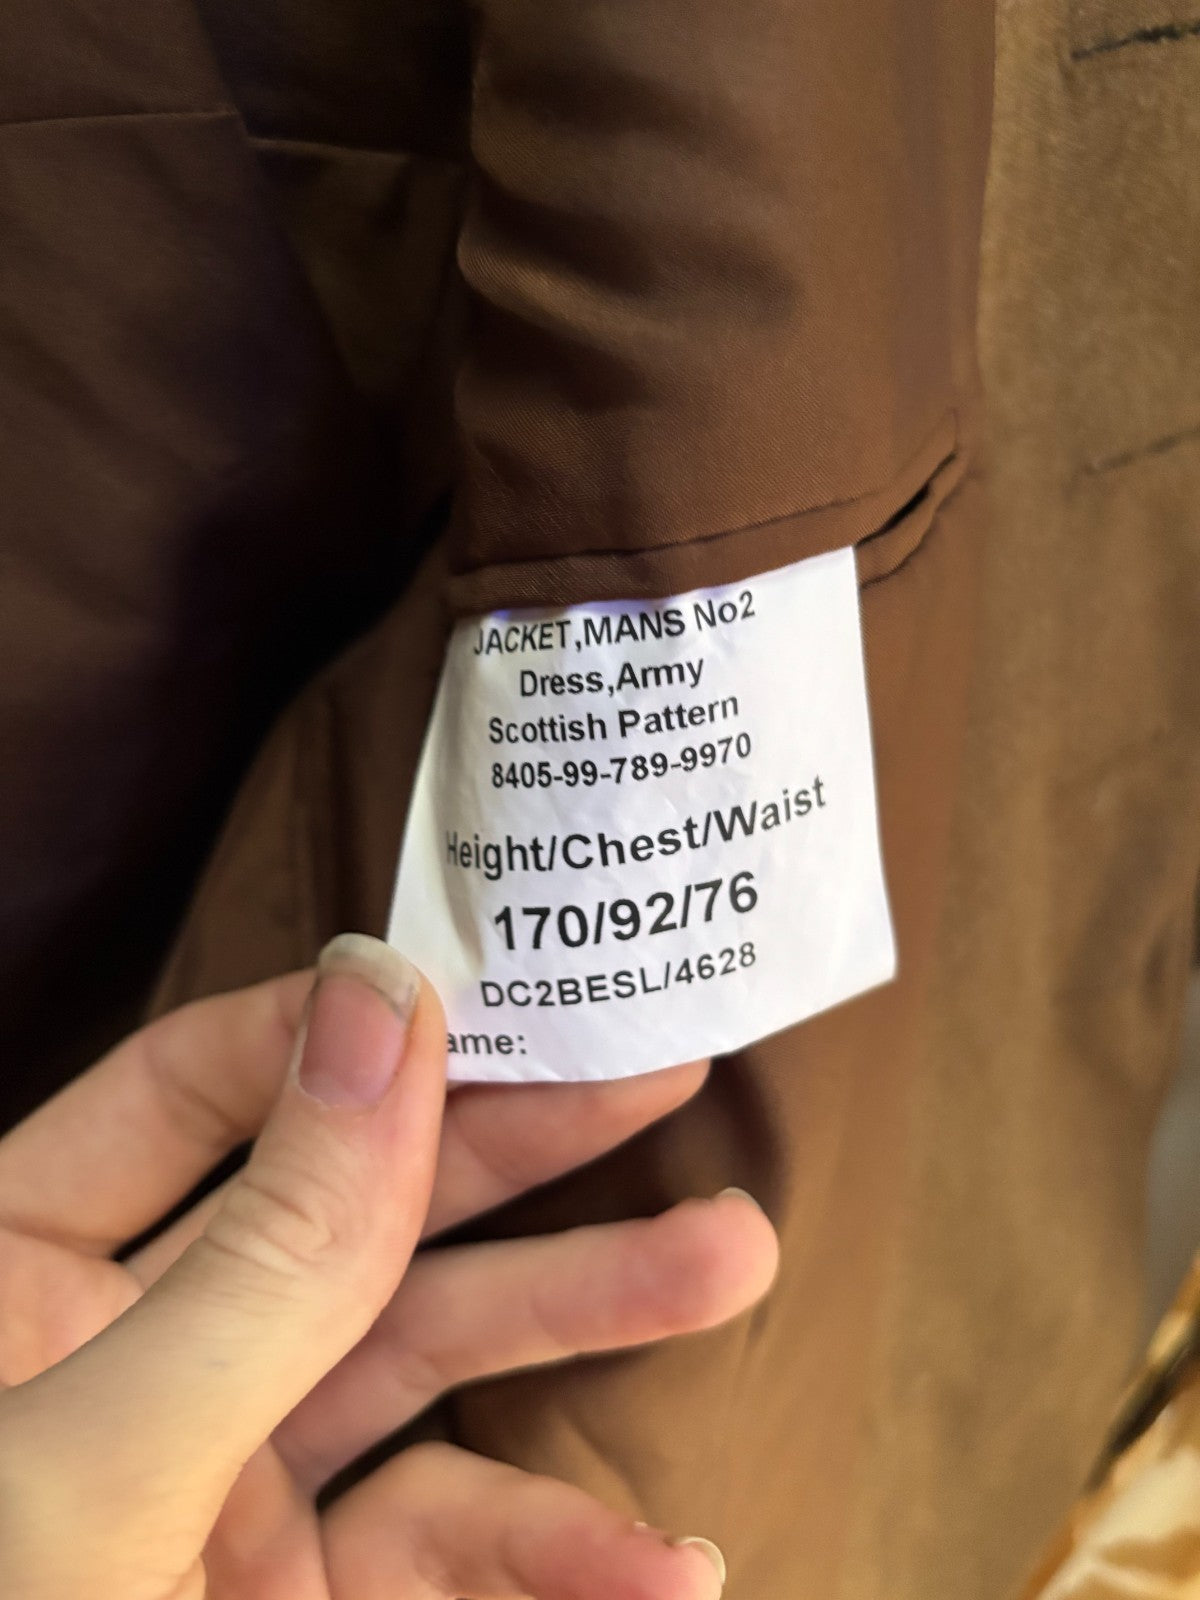 JACKET,MANS No2
Dress,Army
Scottish Pattern
8405-99-789-9970
Height/Chest/Waist
170/92/76
DC2BESL/4628
ame: